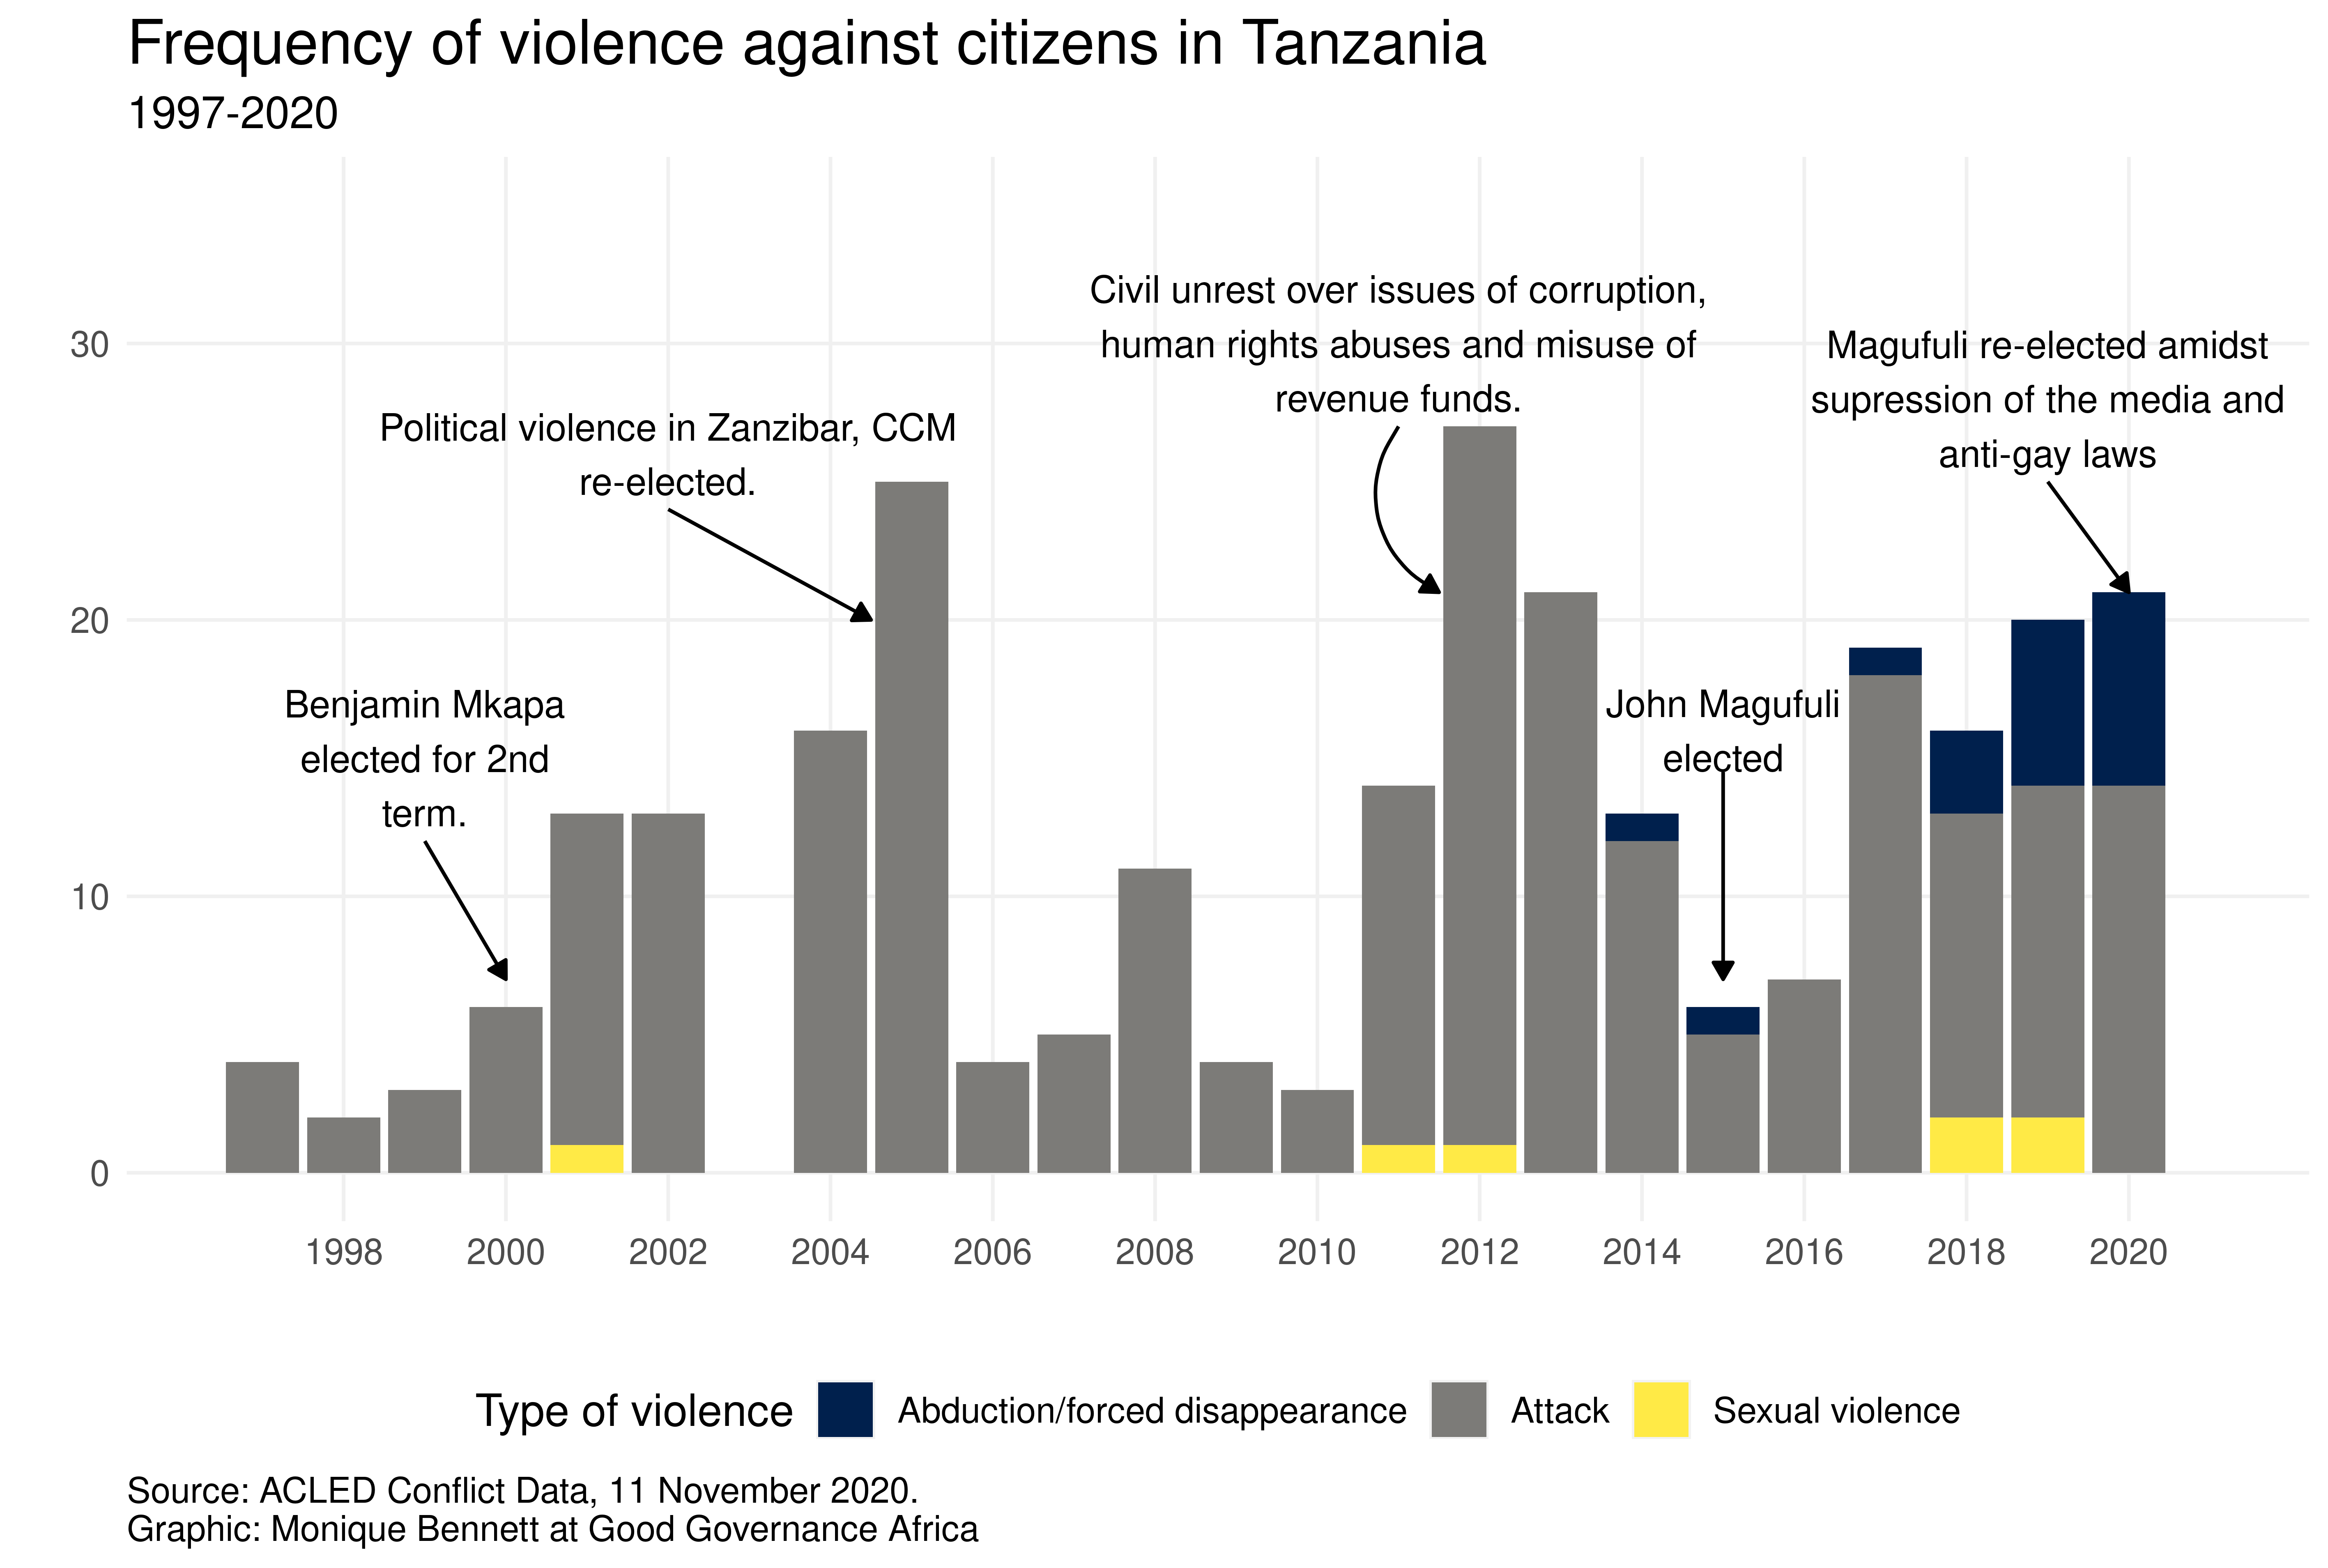 Frequency of violence against citizens in Tanzania
1997-2020
Civil unrest over issues of corruption,
human rights abuses and misuse of
revenue funds.
Magufuli re-elected amidst
supression of the media and
anti-gay laws
Political violence in Zanzibar, CCM
re-elected.
Benjamin Mkapa
elected for 2nd
term.
John Magufuli
elected
30
20
10
0
1998 2000 2002 2004 2006 2008 2010 2012 2014 2016 2018 2020
Type of violence Abduction/forced disappearance Attack Sexual violence
Source: ACLED Conflict Data, 11 November 2020.
Graphic: Monique Bennett at Good Governance Africa